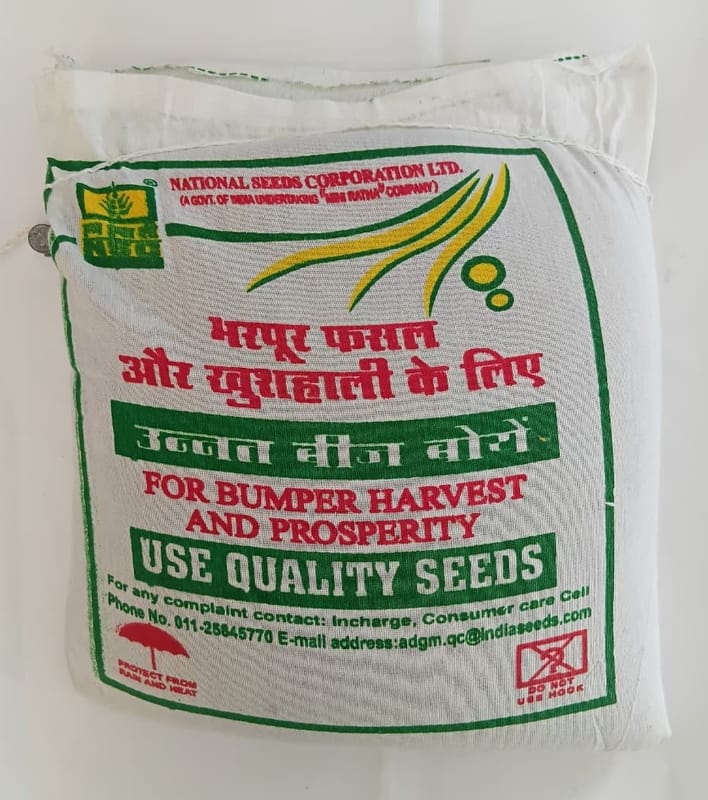 NATIONAL SEEDS CORPORATION LTD.
(A GOVT. OF INDIA UNDERTAKING "MINI RATNA" COMPANY)
®
NSC
भरपूर फसल
और खुशहाली के लिए
उन्नत बीज बोयें
FOR BUMPER HARVEST
AND PROSPERITY
USE QUALITY SEEDS
For any complaint contact: Incharge, Consumer care Cell
Phone No. 011-25845770 E-mail address:adgm.qc@indiaseeds.com
PROTECT FROM
RAIN AND HEAT
DO NOT
USE HOOK